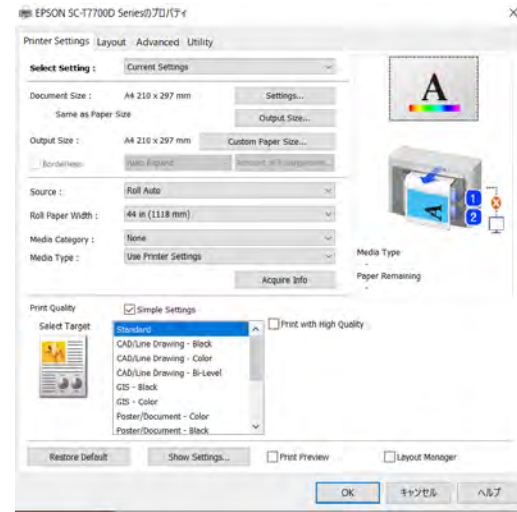 EPSON SC-T7700D Seriesのプロパティ
Printer Settings Layout Advanced Utility
Select Setting : Current Settings
Document Size : A4 210 x 297 mm Settings...
Same as Paper Size Output Size...
Output Size : A4 210 x 297 mm Custom Paper Size...
Borderless Auto Expand Amount of Enlargement...
Source : Roll Auto
Roll Paper Width : 44 in (1118 mm)
Media Category : None
Media Type : Use Printer Settings
Acquire Info
A
A
1
2
Media Type
-
Paper Remaining
-
Print Quality Simple Settings
Select Target
Standard
CAD/Line Drawing - Black
CAD/Line Drawing - Color
CAD/Line Drawing - Bi-Level
GIS - Black
GIS - Color
Poster/Document - Color
Poster/Document - Black
Print with High Quality
Restore Default Show Settings... Print Preview Layout Manager
OK キャンセル ヘルプ